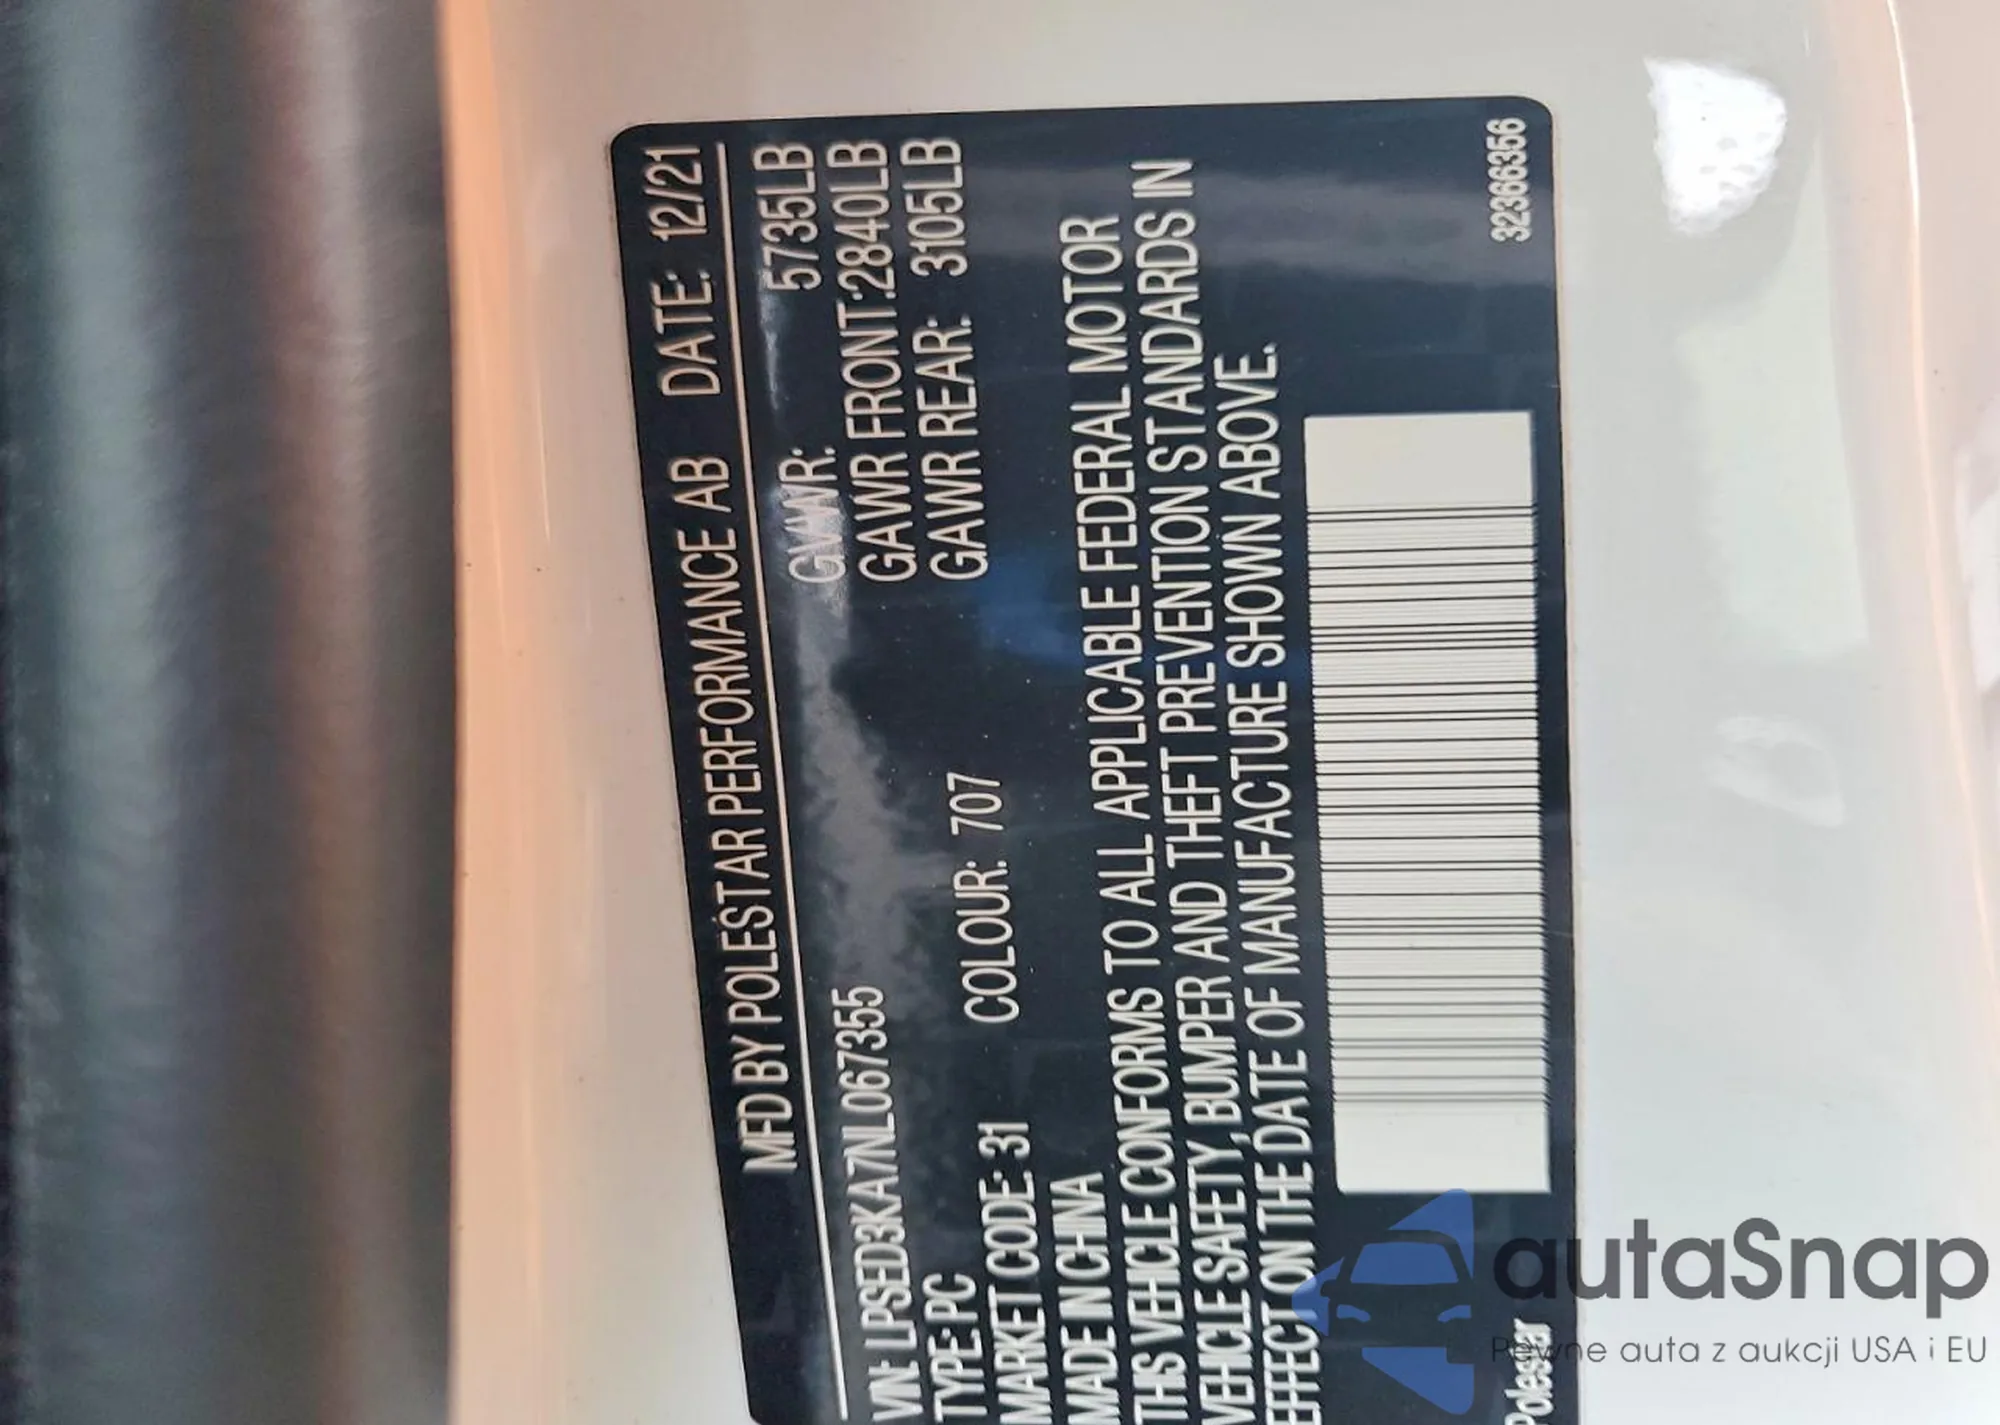 MFD BY POLESTAR PERFORMANCE AB DATE: 12/21
VIN: LPSED3KA7NL067355 GVWR: 5735LB
TYPE: PC GAWR FRONT:2840LB
MARKET CODE: 31 COLOUR: 707 GAWR REAR: 3105LB
MADE IN CHINA
THIS VEHICLE CONFORMS TO ALL APPLICABLE FEDERAL MOTOR
VEHICLE SAFETY, BUMPER AND THEFT PREVENTION STANDARDS IN
EFFECT ON THE DATE OF MANUFACTURE SHOWN ABOVE.
Polestar 32366356
autaSnap
Pewne auta z aukcji USA i EU